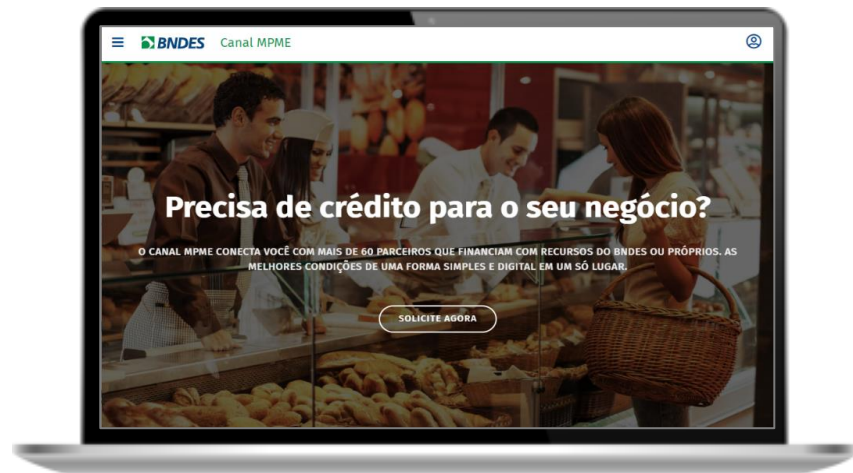 BNDES Canal MPME
Precisa de crédito para o seu negócio?
O CANAL MPME CONECTA VOCÊ COM MAIS DE 60 PARCEIROS QUE FINANCIAM COM RECURSOS DO BNDES OU PRÓPRIOS. AS
MELHORES CONDIÇÕES DE UMA FORMA SIMPLES E DIGITAL EM UM SÓ LUGAR.
SOLICITE AGORA